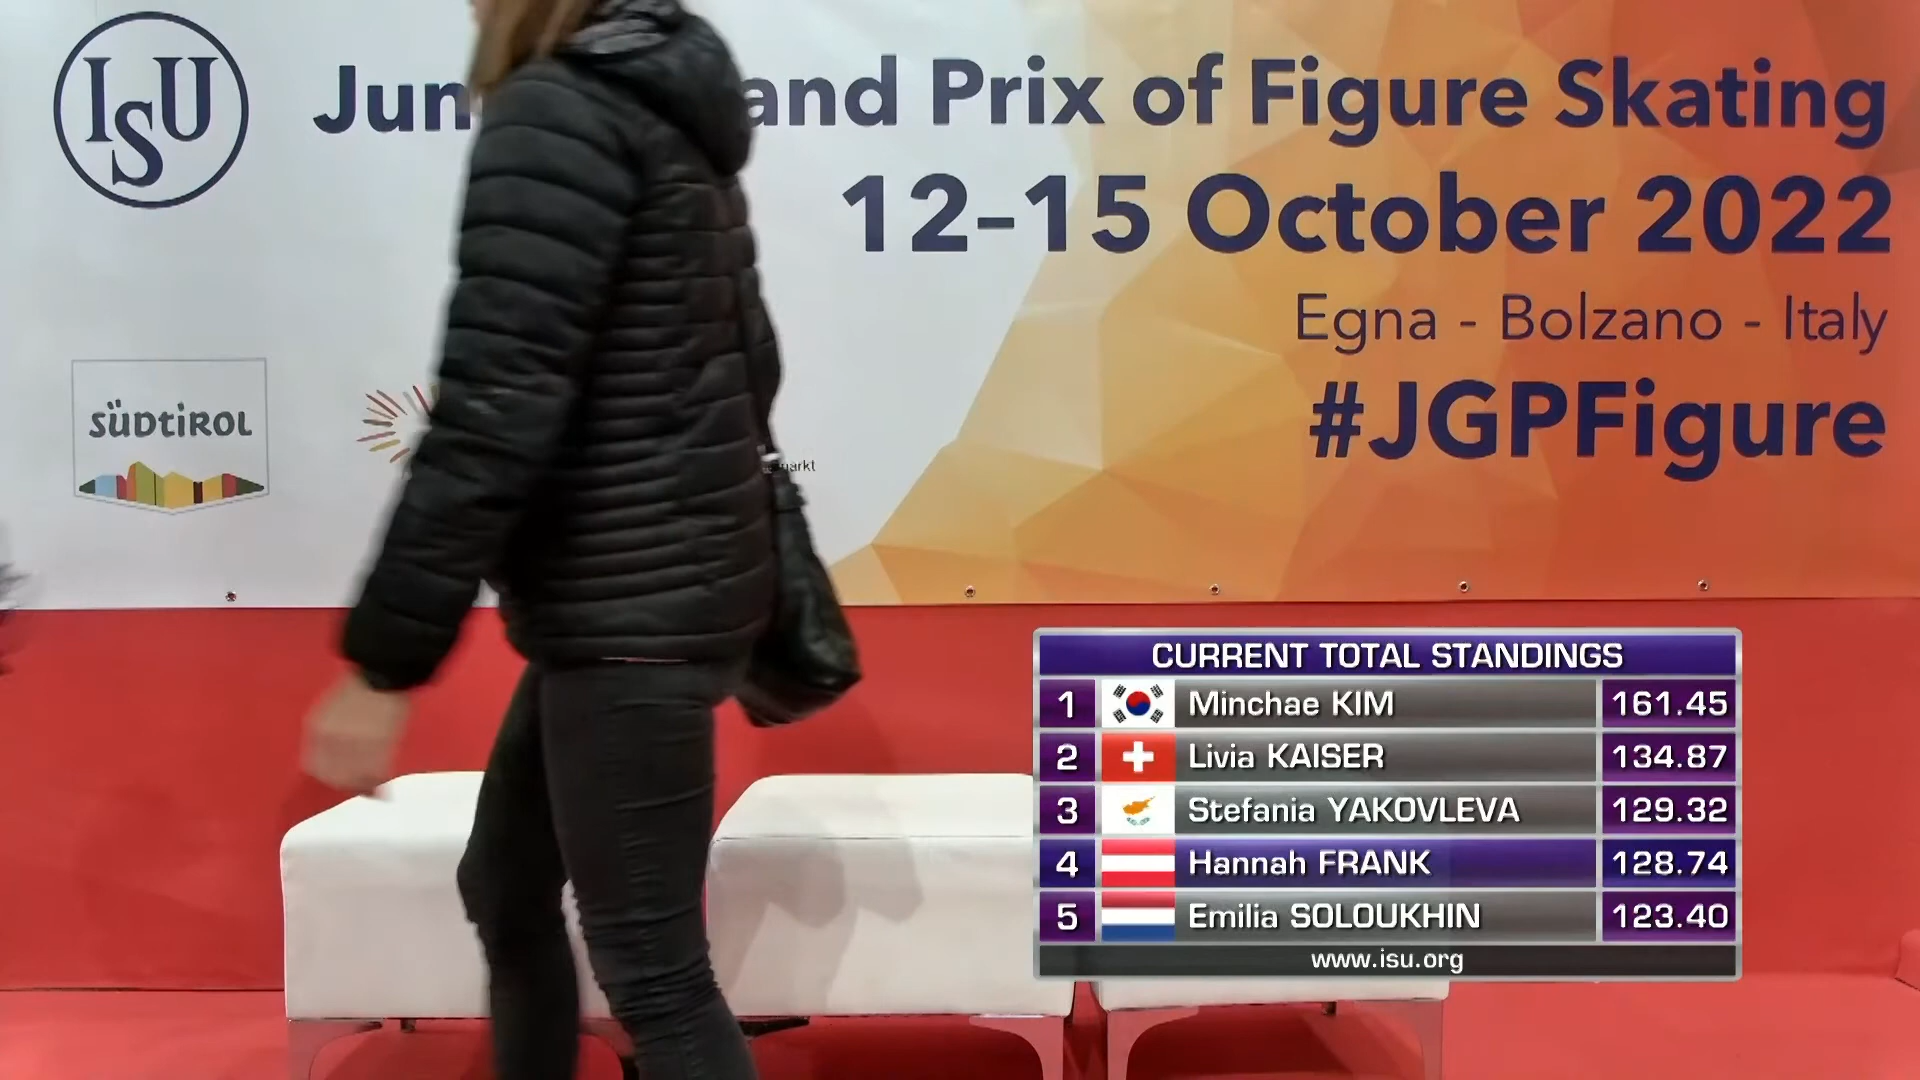 ISU
Jun and Prix of Figure Skating
12-15 October 2022
Egna - Bolzano - Italy
#JGPFigure
SÜDTIROL
CURRENT TOTAL STANDINGS
1 Minchae KIM 161.45
2 Livia KAISER 134.87
3 Stefania YAKOVLEVA 129.32
4 Hannah FRANK 128.74
5 Emilia SOLOUKHIN 123.40
www.isu.org